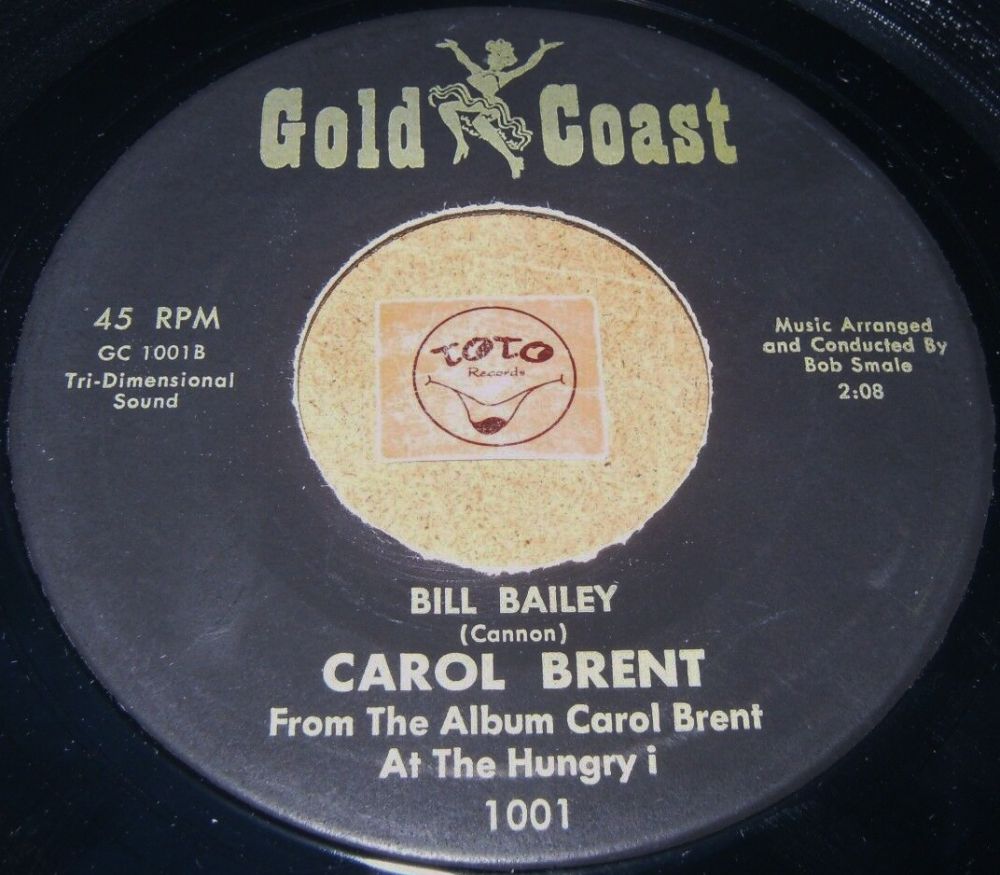 Gold Coast
45 RPM
GC 1001B
Tri-Dimensional
Sound
Music Arranged
and Conducted By
Bob Smale
2:08
TOTO
Records
BILL BAILEY
(Cannon)
CAROL BRENT
From The Album Carol Brent
At The Hungry i
1001